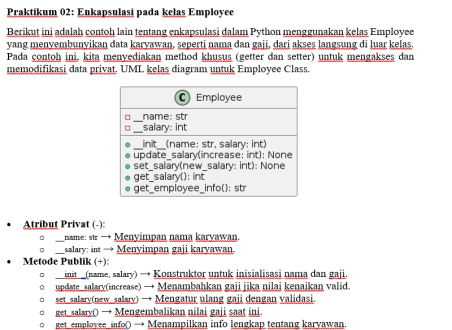 Praktikum 02: Enkapsulasi pada kelas Employee
Berikut ini adalah contoh lain tentang enkapsulasi dalam Python menggunakan kelas Employee
yang menyembunyikan data karyawan, seperti nama dan gaji, dari akses langsung di luar kelas.
Pada contoh ini, kita menyediakan method khusus (getter dan setter) untuk mengakses dan
memodifikasi data privat. UML kelas diagram untuk Employee Class.
C Employee
__name: str
__salary: int
__init__(name: str, salary: int)
update_salary(increase: int): None
set_salary(new_salary: int): None
get_salary(): int
get_employee_info(): str
• Atribut Privat (-):
o __name: str → Menyimpan nama karyawan.
o __salary: int → Menyimpan gaji karyawan.
• Metode Publik (+):
o __init__(name, salary) → Konstruktor untuk inisialisasi nama dan gaji.
o update_salary(increase) → Menambahkan gaji jika nilai kenaikan valid.
o set_salary(new_salary) → Mengatur ulang gaji dengan validasi.
o get_salary() → Mengembalikan nilai gaji saat ini.
o get_employee_info() → Menampilkan info lengkap tentang karyawan.